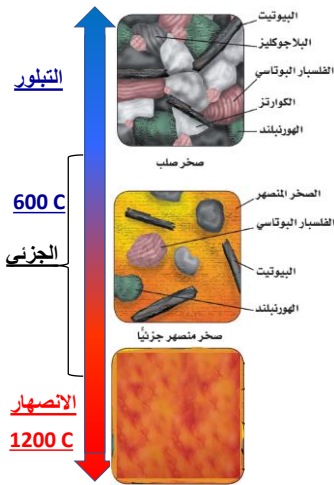 البيوتيت
البلاجوكليز
الفلسبار البوتاسي
الكوارتز
الهورنبلند
صخر صلب
التبلور
600 C
الجزئي
الصخر المنصهر
الفلسبار البوتاسي
البيوتيت
الهورنبلند
صخر منصهر جزئيًّا
الانصهار
1200 C